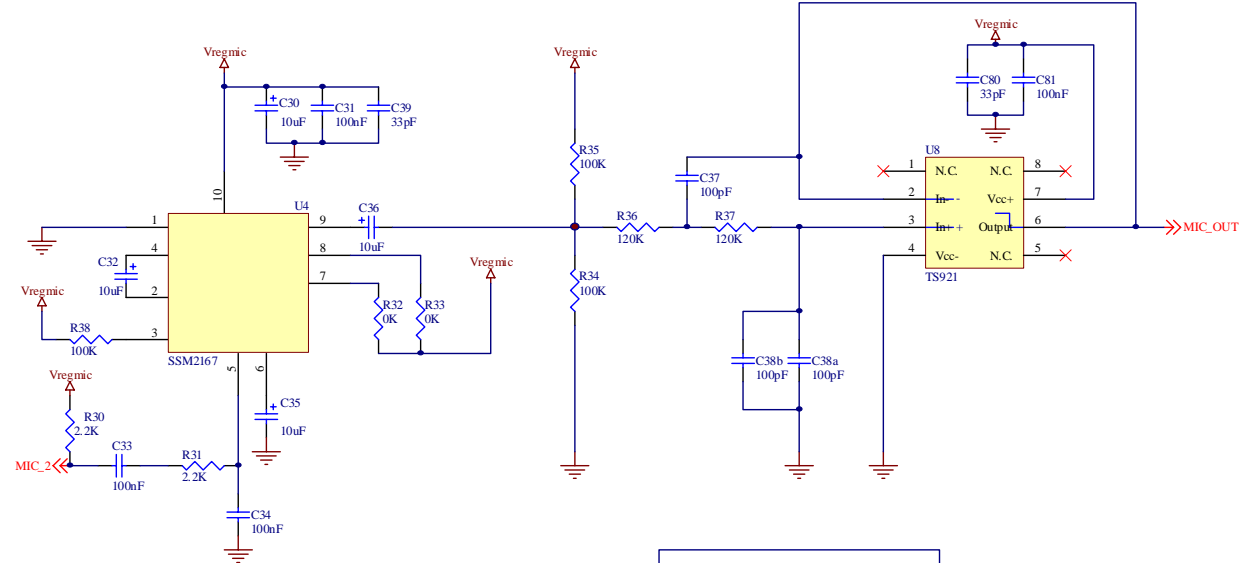 Vregmic
C30
10uF
C31
100nF
C39
33pF
10
U4
1
4
2
3
9
8
7
5
6
SSM2167
C32
10uF
Vregmic
R38
100K
Vregmic
R30
2.2K
MIC_2
C33
100nF
R31
2.2K
C34
100nF
C35
10uF
C36
10uF
R32
0K
R33
0K
Vregmic
Vregmic
R35
100K
R34
100K
R36
120K
C37
100pF
R37
120K
C38b
100pF
C38a
100pF
Vregmic
C80
33pF
C81
100nF
U8
1 N.C. N.C. 8
2 In- - Vcc+ 7
3 In+ + Output 6
4 Vcc- N.C. 5
TS921
MIC_OUT